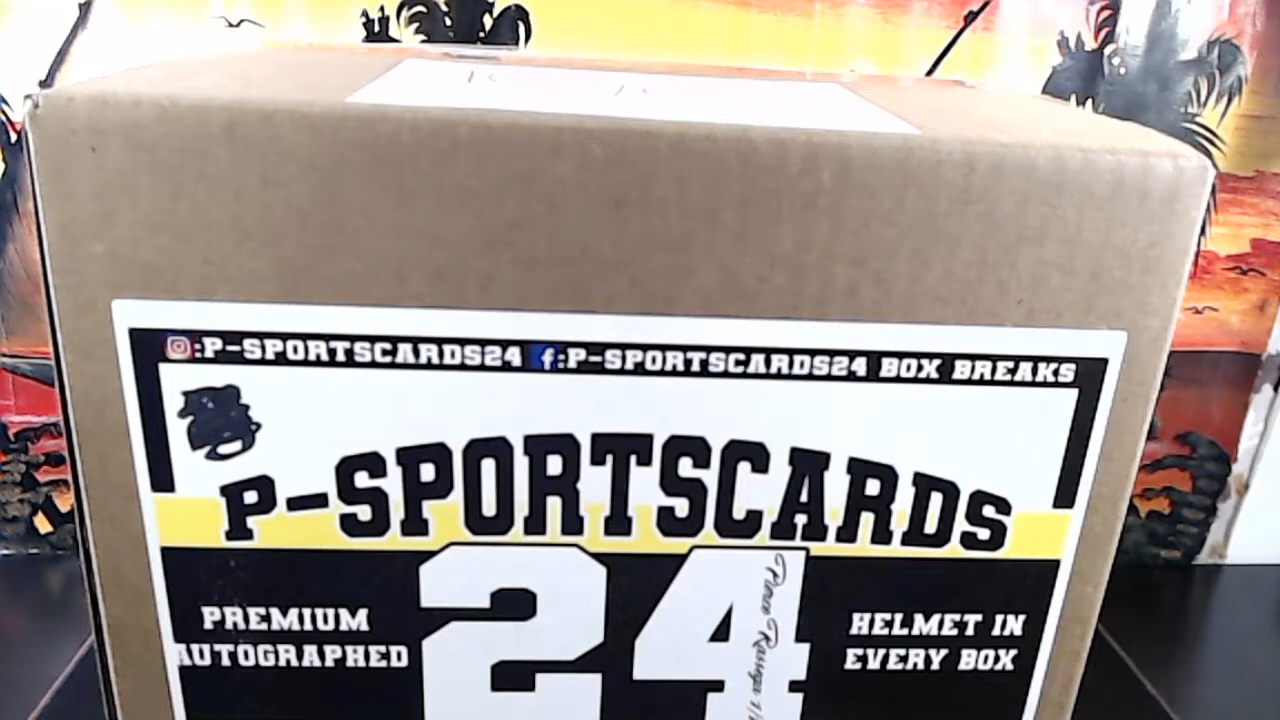 :P-SPORTSCARDS24 f:P-SPORTSCARDS24 BOX BREAKS
P-SPORTSCARDS
24
PREMIUM
AUTOGRAPHED
HELMET IN
EVERY BOX